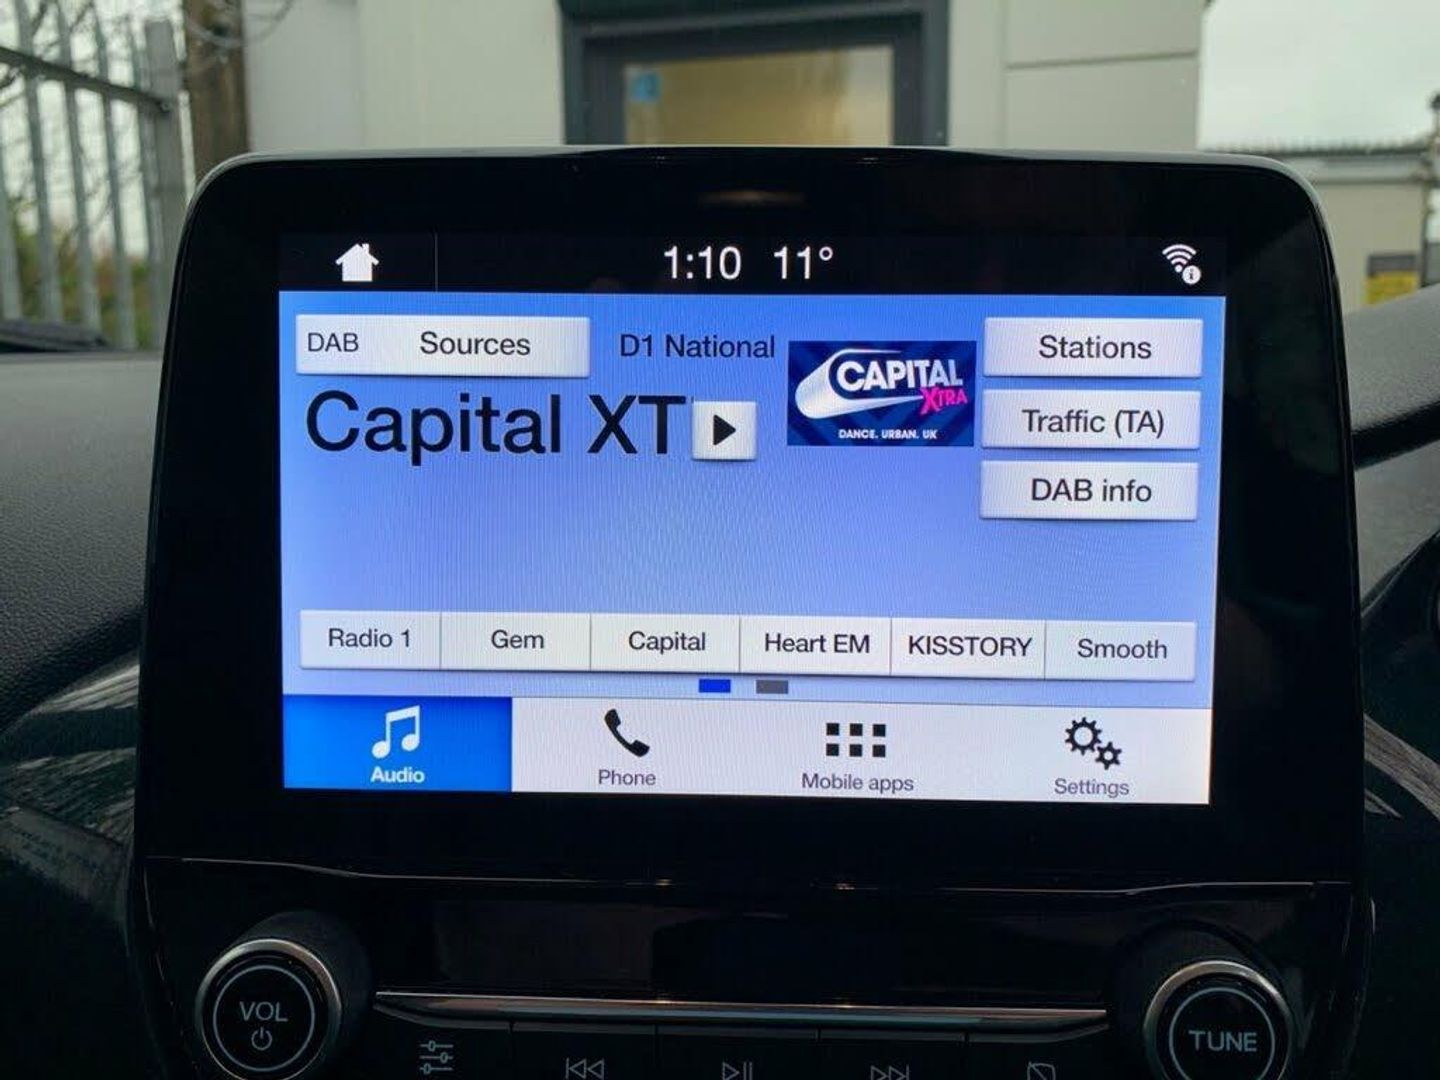 1:10 11°
DAB Sources D1 National Stations
Capital XT
CAPITAL
XTRA
DANCE. URBAN. UK
Traffic (TA)
DAB info
Radio 1 Gem Capital Heart EM KISSTORY Smooth
Audio Phone Mobile apps Settings
VOL TUNE